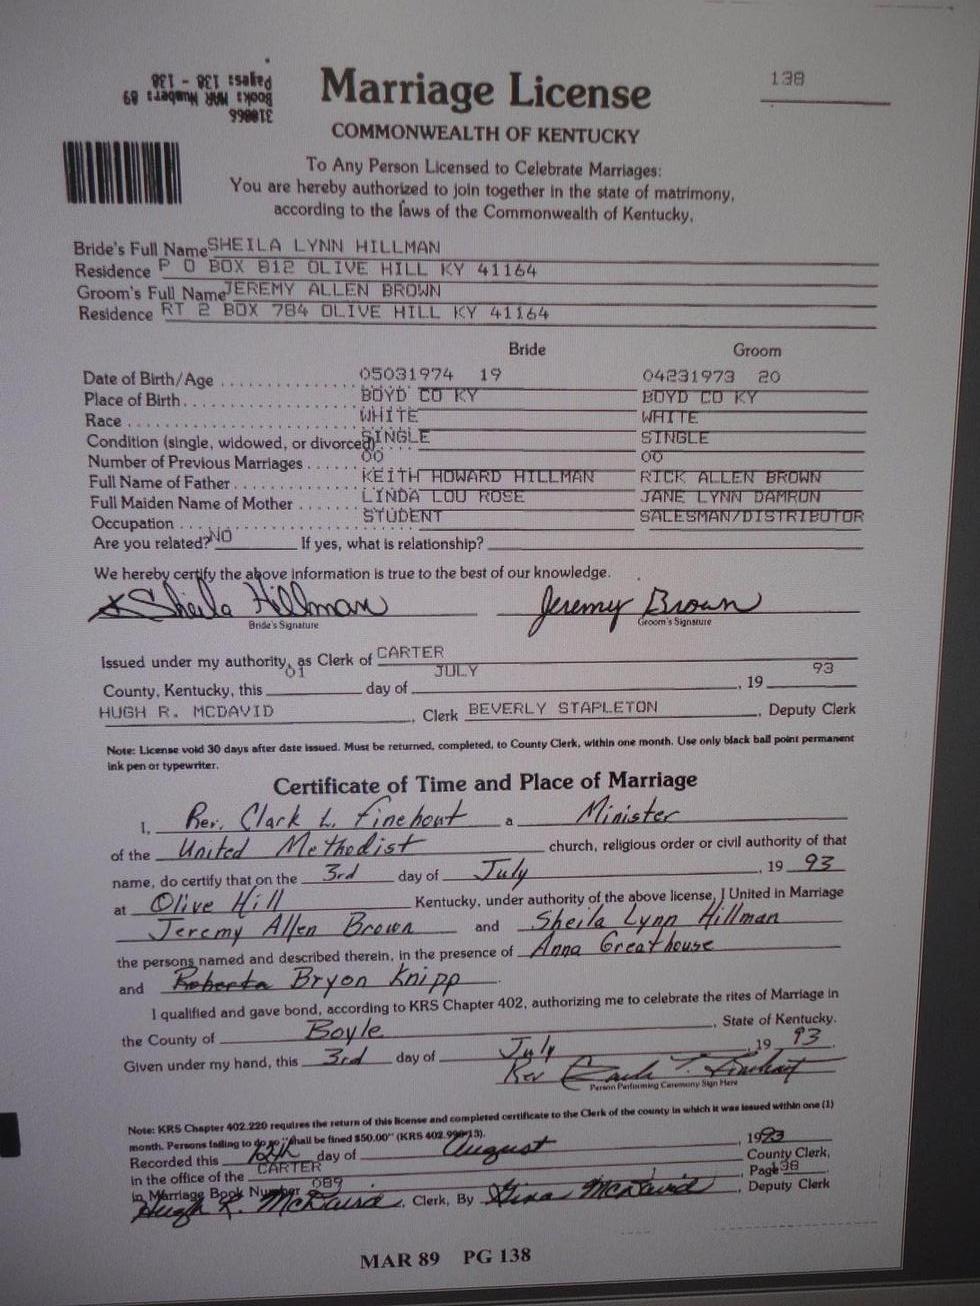 310866
Book: MAR Number: 89
Pages: 138 - 138
138
Marriage License
COMMONWEALTH OF KENTUCKY
To Any Person Licensed to Celebrate Marriages:
You are hereby authorized to join together in the state of matrimony,
according to the laws of the Commonwealth of Kentucky,
Bride's Full Name SHEILA LYNN HILLMAN
Residence P O BOX 812 OLIVE HILL KY 41164
Groom's Full Name JEREMY ALLEN BROWN
Residence RT 2 BOX 784 OLIVE HILL KY 41164
Bride Groom
Date of Birth/Age 05031974 19 04231973 20
Place of Birth BOYD CO KY BOYD CO KY
Race WHITE WHITE
Condition (single, widowed, or divorced) SINGLE SINGLE
Number of Previous Marriages 00 00
Full Name of Father KEITH HOWARD HILLMAN RICK ALLEN BROWN
Full Maiden Name of Mother LINDA LOU ROSE JANE LYNN DAMRON
Occupation STUDENT SALESMAN/DISTRIBUTOR
Are you related? NO If yes, what is relationship?
We hereby certify the above information is true to the best of our knowledge.
X Sheila Hillman Jeremy Brown
Bride's Signature Groom's Signature
Issued under my authority, as Clerk of CARTER
County, Kentucky, this 01 day of JULY, 19 93
HUGH R. MCDAVID, Clerk BEVERLY STAPLETON, Deputy Clerk
Note: License void 30 days after date issued. Must be returned, completed, to County Clerk, within one month. Use only black ball point permanent
ink pen or typewriter.
Certificate of Time and Place of Marriage
I, Rev. Clark L. Finehout a Minister
of the United Methodist church, religious order or civil authority of that
name, do certify that on the 3rd day of July, 19 93
at Olive Hill Kentucky, under authority of the above license, I United in Marriage
Jeremy Allen Brown and Sheila Lynn Hillman
the persons named and described therein, in the presence of Anna Greathouse
and Roberta Bryon Knipp
I qualified and gave bond, according to KRS Chapter 402, authorizing me to celebrate the rites of Marriage in
the County of Boyle, State of Kentucky.
Given under my hand, this 3rd day of July, 19 93
Rev
Person Performing Ceremony Sign Here
Note: KRS Chapter 402.220 requires the return of this license and completed certificate to the Clerk of the county in which it was issued within one (1)
month. Persons failing to do so "shall be fined $50.00" (KRS 402.990-13).
Recorded this 12th day of August, 1993
in the office of the CARTER County Clerk,
in Marriage Book Number 089 Page 138
Hugh R. McDavid, Clerk, By Gina McDavid, Deputy Clerk
MAR 89 PG 138